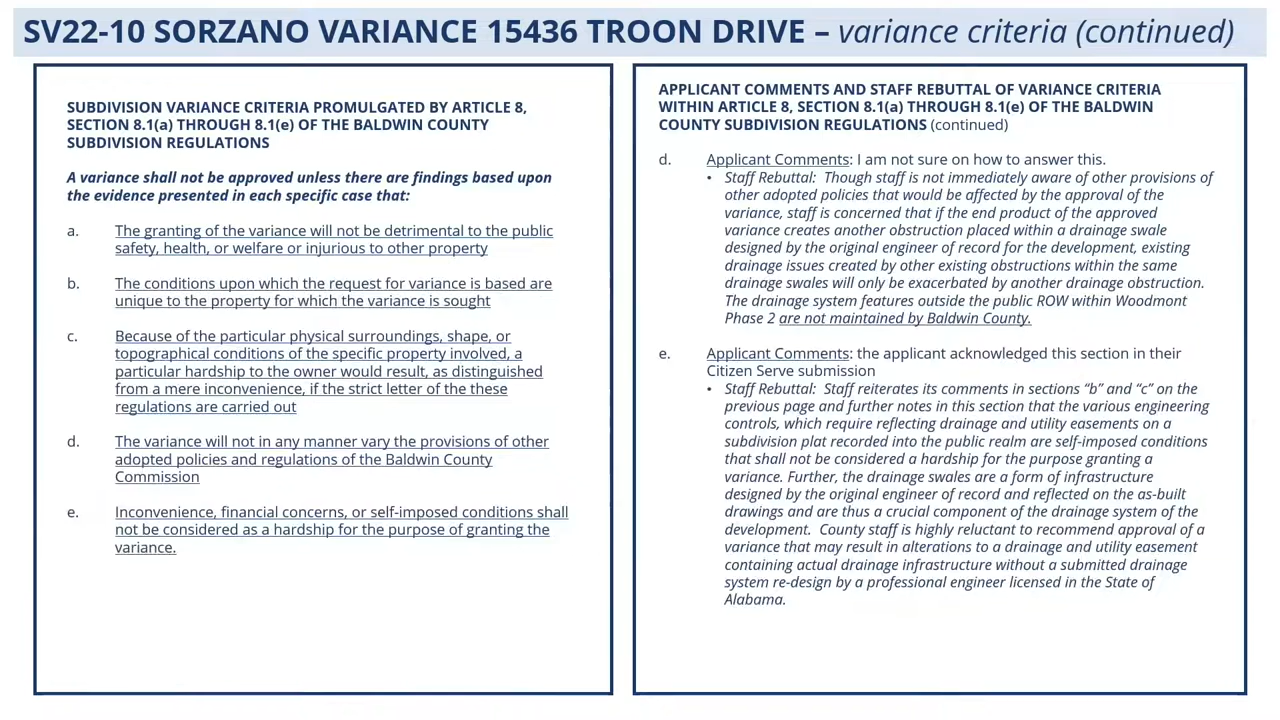 SV22-10 SORZANO VARIANCE 15436 TROON DRIVE – variance criteria (continued)
SUBDIVISION VARIANCE CRITERIA PROMULGATED BY ARTICLE 8,
SECTION 8.1(a) THROUGH 8.1(e) OF THE BALDWIN COUNTY
SUBDIVISION REGULATIONS
A variance shall not be approved unless there are findings based upon
the evidence presented in each specific case that:
a. The granting of the variance will not be detrimental to the public
safety, health, or welfare or injurious to other property
b. The conditions upon which the request for variance is based are
unique to the property for which the variance is sought
c. Because of the particular physical surroundings, shape, or
topographical conditions of the specific property involved, a
particular hardship to the owner would result, as distinguished
from a mere inconvenience, if the strict letter of the these
regulations are carried out
d. The variance will not in any manner vary the provisions of other
adopted policies and regulations of the Baldwin County
Commission
e. Inconvenience, financial concerns, or self-imposed conditions shall
not be considered as a hardship for the purpose of granting the
variance.
APPLICANT COMMENTS AND STAFF REBUTTAL OF VARIANCE CRITERIA
WITHIN ARTICLE 8, SECTION 8.1(a) THROUGH 8.1(e) OF THE BALDWIN
COUNTY SUBDIVISION REGULATIONS (continued)
d. Applicant Comments: I am not sure on how to answer this.
• Staff Rebuttal: Though staff is not immediately aware of other provisions of
other adopted policies that would be affected by the approval of the
variance, staff is concerned that if the end product of the approved
variance creates another obstruction placed within a drainage swale
designed by the original engineer of record for the development, existing
drainage issues created by other existing obstructions within the same
drainage swales will only be exacerbated by another drainage obstruction.
The drainage system features outside the public ROW within Woodmont
Phase 2 are not maintained by Baldwin County.
e. Applicant Comments: the applicant acknowledged this section in their
Citizen Serve submission
• Staff Rebuttal: Staff reiterates its comments in sections “b” and “c” on the
previous page and further notes in this section that the various engineering
controls, which require reflecting drainage and utility easements on a
subdivision plat recorded into the public realm are self-imposed conditions
that shall not be considered a hardship for the purpose granting a
variance. Further, the drainage swales are a form of infrastructure
designed by the original engineer of record and reflected on the as-built
drawings and are thus a crucial component of the drainage system of the
development. County staff is highly reluctant to recommend approval of a
variance that may result in alterations to a drainage and utility easement
containing actual drainage infrastructure without a submitted drainage
system re-design by a professional engineer licensed in the State of
Alabama.